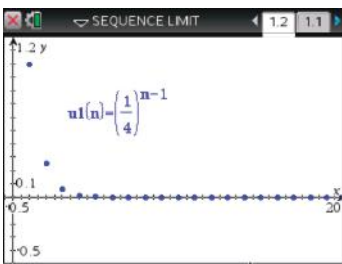 SEQUENCE LIMIT
1.2 1.1
1.2 y
u1(n)=(1/4)^n−1
0.1
x
0.5 20
-0.5